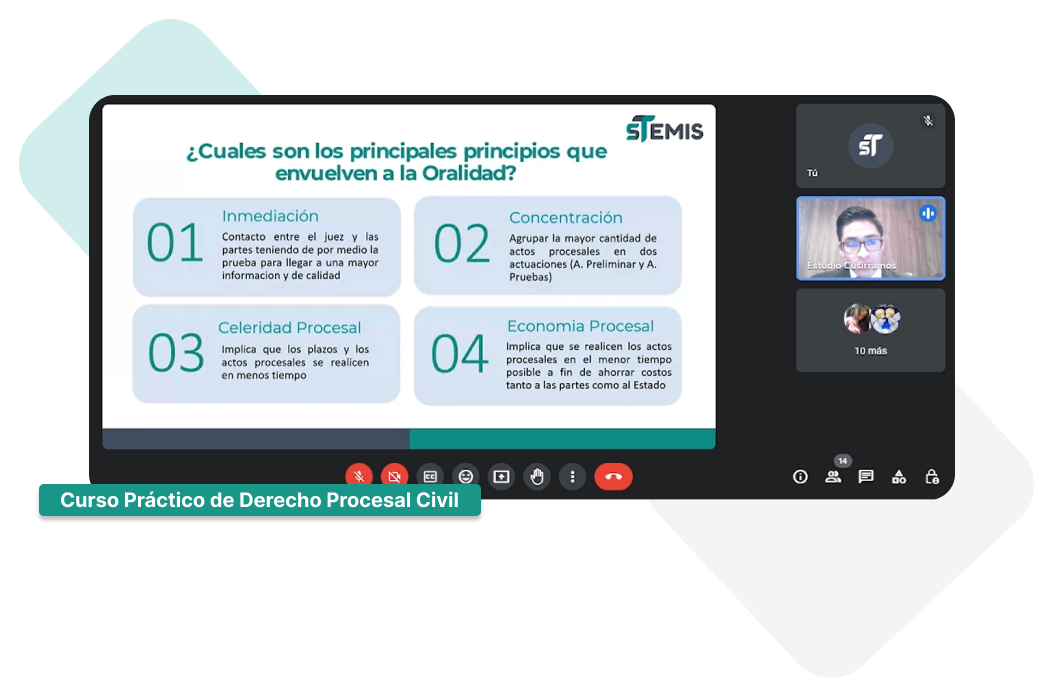 STEMIS
¿Cuales son los principales principios que
envuelven a la Oralidad?
01
Inmediación
Contacto entre el juez y las
partes teniendo de por medio la
prueba para llegar a una mayor
informacion y de calidad
02
Concentración
Agrupar la mayor cantidad de
actos procesales en dos
actuaciones (A. Preliminar y A.
Pruebas)
03
Celeridad Procesal
Implica que los plazos y los
actos procesales se realicen
en menos tiempo
04
Economia Procesal
Implica que se realicen los actos
procesales en el menor tiempo
posible a fin de ahorrar costos
tanto a las partes como al Estado
ST
Tú
Estudio Cusirramos
10 más
CC
14
Curso Práctico de Derecho Procesal Civil